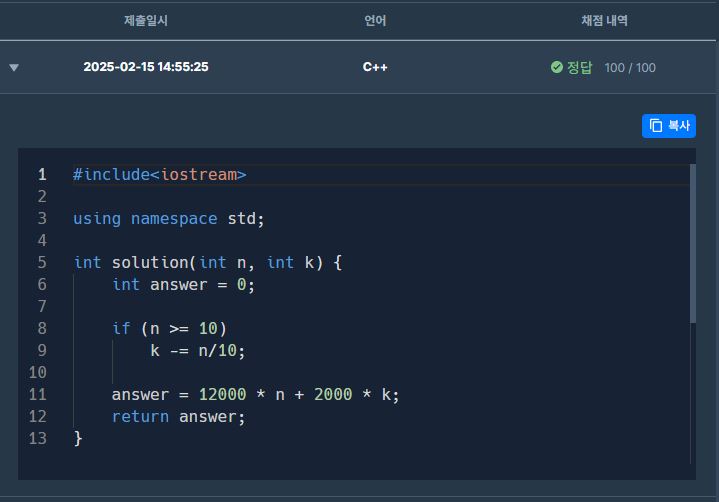 제출일시 언어 채점 내역
2025-02-15 14:55:25 C++ 정답 100 / 100
복사
1 #include<iostream>
2
3 using namespace std;
4
5 int solution(int n, int k) {
6     int answer = 0;
7
8     if (n >= 10)
9         k -= n/10;
10
11     answer = 12000 * n + 2000 * k;
12     return answer;
13 }